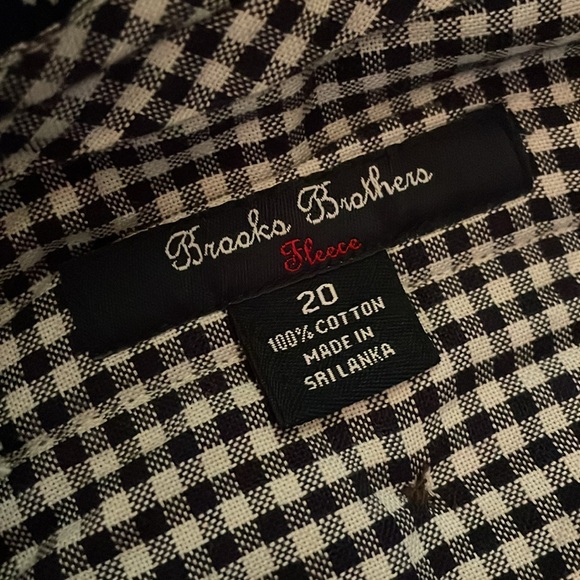 Brooks Brothers
Fleece
20
100% COTTON
MADE IN
SRI LANKA